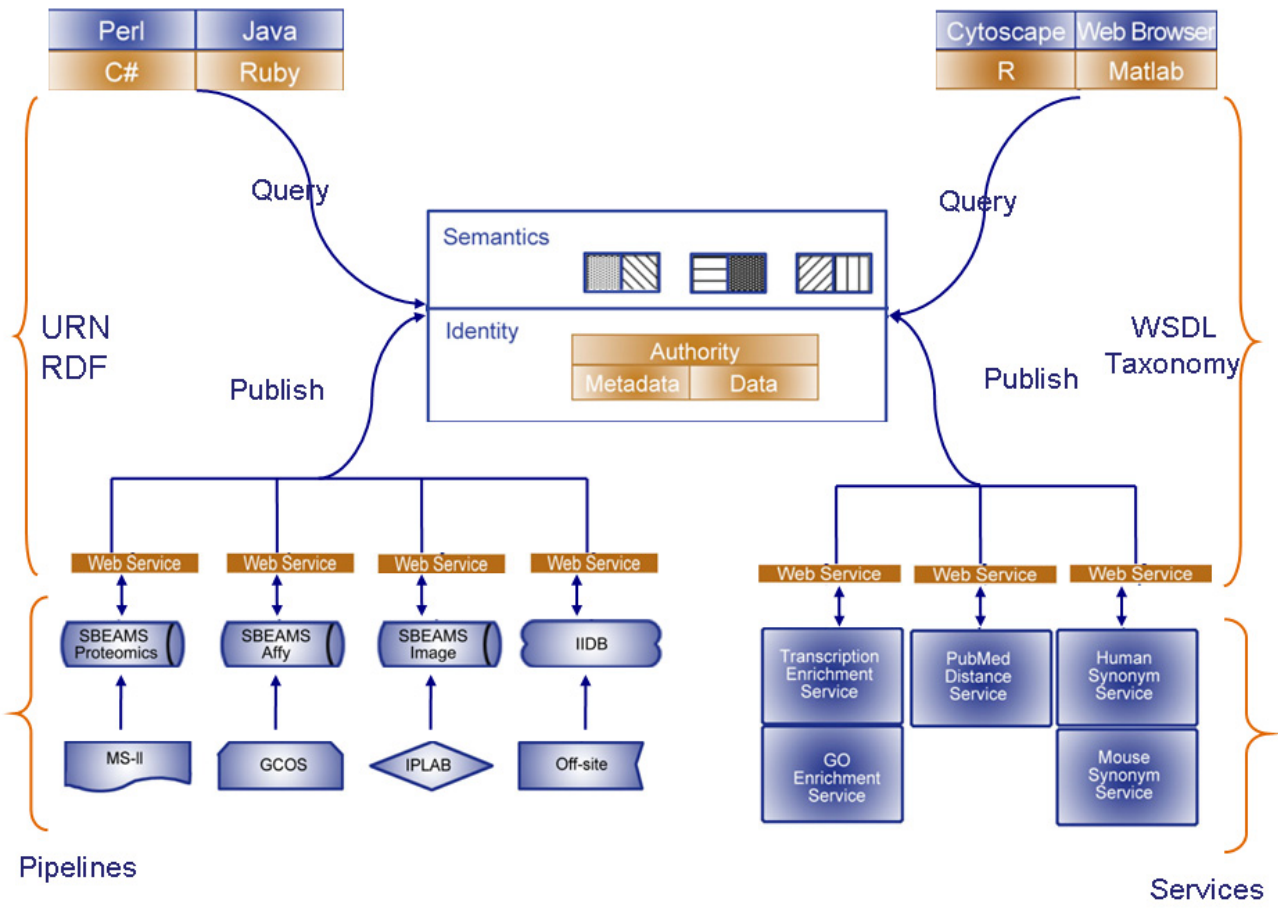 Perl Java
C# Ruby
Cytoscape Web Browser
R Matlab
Query
Query
Semantics
Identity
Authority
Metadata Data
URN
RDF
Publish
WSDL
Taxonomy
Publish
Web Service Web Service Web Service Web Service
Web Service Web Service Web Service
SBEAMS
Proteomics
SBEAMS
Affy
SBEAMS
Image
IIDB
MS-II
GCOS
IPLAB
Off-site
Transcription
Enrichment
Service
PubMed
Distance
Service
Human
Synonym
Service
GO
Enrichment
Service
Mouse
Synonym
Service
Pipelines
Services